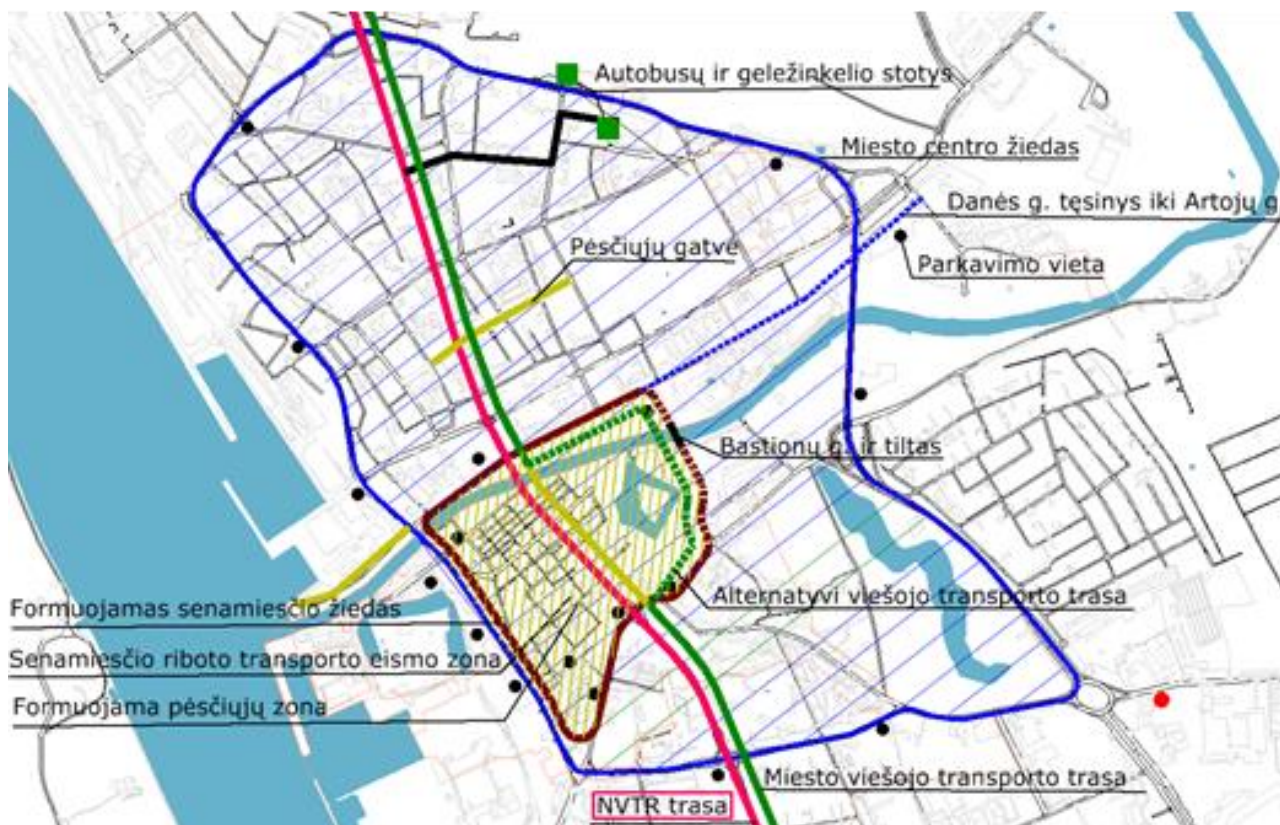 Autobusų ir geležinkelio stotys
Miesto centro žiedas
Danės g. tęsinys iki Artojų g
Pėsčiųjų gatvė
Parkavimo vieta
Bastionų g. ir tiltas
Alternatyvi viešojo transporto trasa
Formuojamas senamiesčio žiedas
Senamiesčio riboto transporto eismo zona
Formuojama pėsčiųjų zona
Miesto viešojo transporto trasa
NVTR trasa